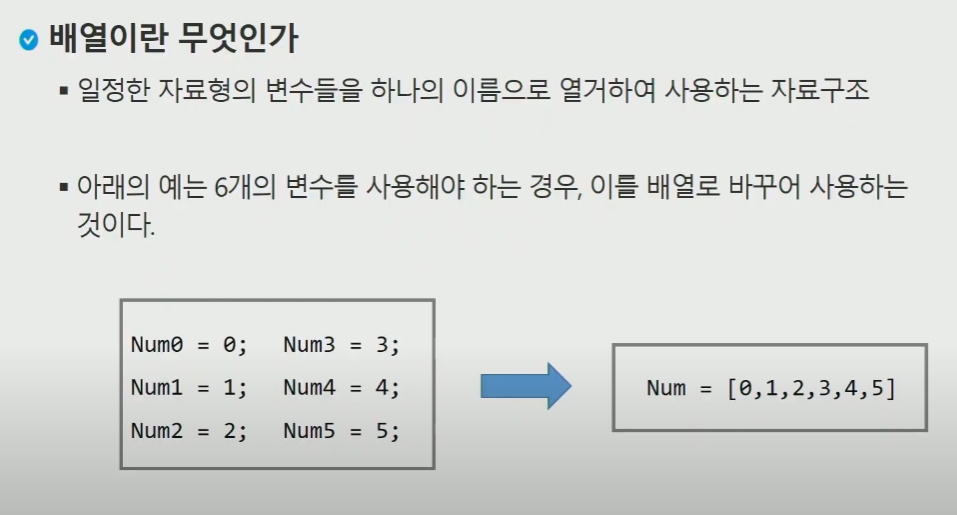 배열이란 무엇인가
▪ 일정한 자료형의 변수들을 하나의 이름으로 열거하여 사용하는 자료구조
▪ 아래의 예는 6개의 변수를 사용해야 하는 경우, 이를 배열로 바꾸어 사용하는
것이다.
Num0 = 0; Num3 = 3;
Num1 = 1; Num4 = 4;
Num2 = 2; Num5 = 5;
Num = [0,1,2,3,4,5]